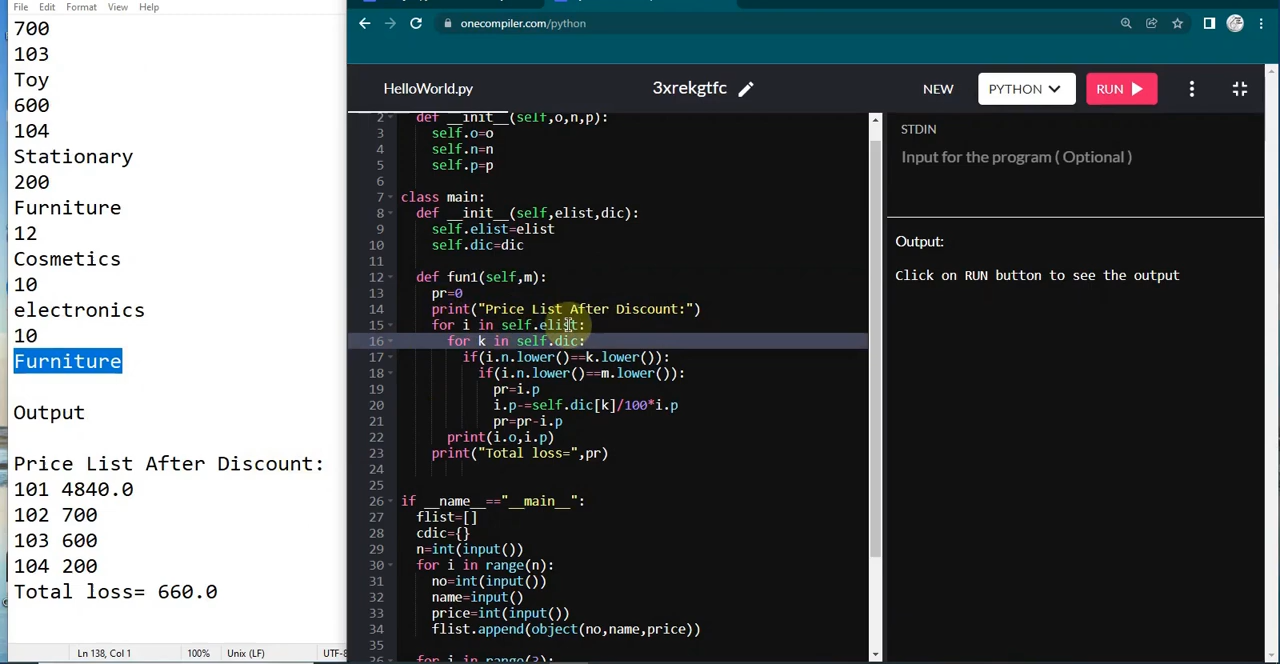 File Edit Format View Help
700
103
Toy
600
104
Stationary
200
Furniture
12
Cosmetics
10
electronics
10
Furniture
Output
Price List After Discount:
101 4840.0
102 700
103 600
104 200
Total loss= 660.0
Ln 138, Col 1 100% Unix (LF) UTF-8
onecompiler.com/python
HelloWorld.py 3xrekgtfc NEW PYTHON RUN
2 def __init__(self,o,n,p):
3 self.o=o
4 self.n=n
5 self.p=p
6
7 class main:
8 def __init__(self,elist,dic):
9 self.elist=elist
10 self.dic=dic
11
12 def fun1(self,m):
13 pr=0
14 print("Price List After Discount:")
15 for i in self.elist:
16 for k in self.dic:
17 if(i.n.lower()==k.lower()):
18 if(i.n.lower()==m.lower()):
19 pr=i.p
20 i.p-=self.dic[k]/100*i.p
21 pr=pr-i.p
22 print(i.o,i.p)
23 print("Total loss=",pr)
24
25
26 if __name__=="__main__":
27 flist=[]
28 cdic={}
29 n=int(input())
30 for i in range(n):
31 no=int(input())
32 name=input()
33 price=int(input())
34 flist.append(object(no,name,price))
35
36 for i in range(3):
STDIN
Input for the program ( Optional )
Output:
Click on RUN button to see the output